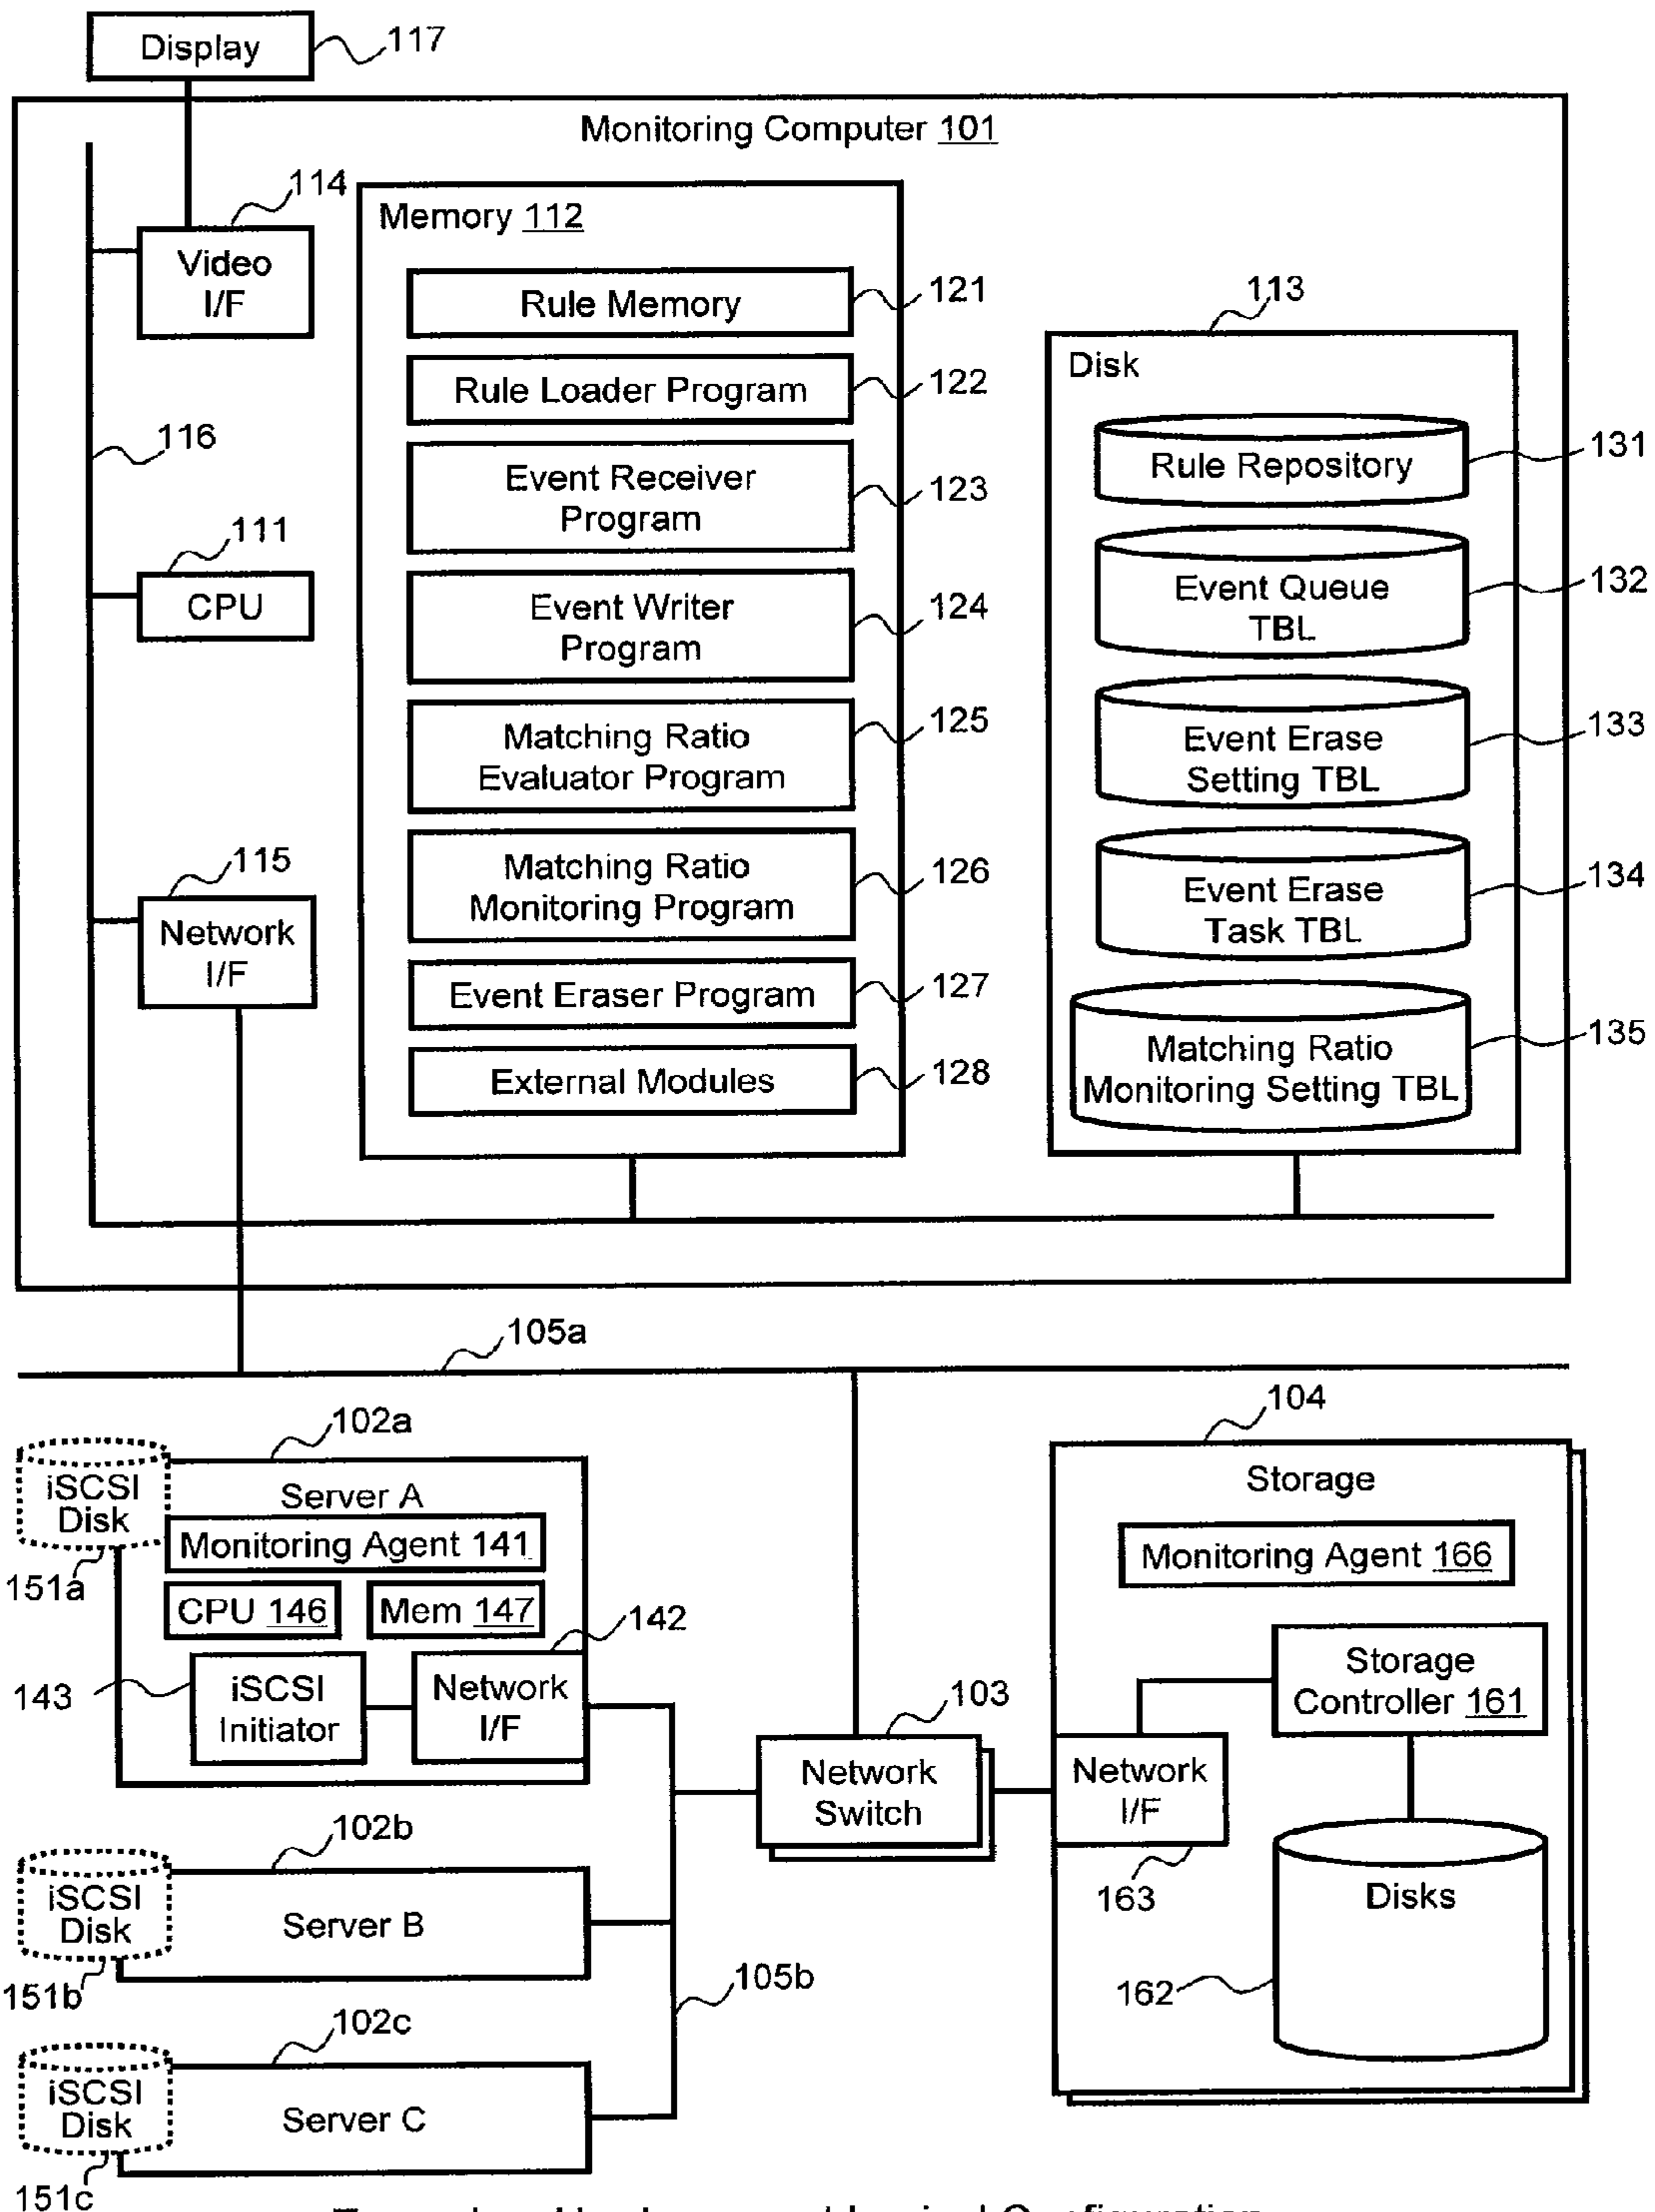 Display
117
Monitoring Computer 101
114
Video
I/F
116
111
CPU
115
Network
I/F
Memory 112
Rule Memory
121
Rule Loader Program
122
Event Receiver
Program
123
Event Writer
Program
124
Matching Ratio
Evaluator Program
125
Matching Ratio
Monitoring Program
126
Event Eraser Program
127
External Modules
128
113
Disk
Rule Repository
131
Event Queue
TBL
132
Event Erase
Setting TBL
133
Event Erase
Task TBL
134
Matching Ratio
Monitoring Setting TBL
135
105a
102a
iSCSI
Disk
151a
Server A
Monitoring Agent 141
CPU 146
Mem 147
142
143
iSCSI
Initiator
Network
I/F
102b
iSCSI
Disk
151b
Server B
105b
102c
iSCSI
Disk
151c
Server C
103
Network
Switch
104
Storage
Monitoring Agent 166
Storage
Controller 161
Network
I/F
163
Disks
162